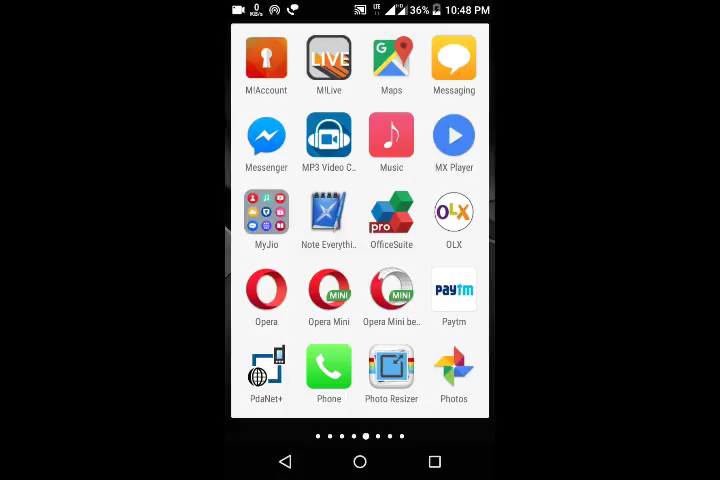 0 KB/s LTE HD 36% 10:48 PM
LIVE G
M!Account M!Live Maps Messaging
Messenger MP3 Video C.. Music MX Player
pro OLX
MyJio Note Everythi.. OfficeSuite OLX
MINI MINI paytm
Opera Opera Mini Opera Mini be.. Paytm
PdaNet+ Phone Photo Resizer Photos